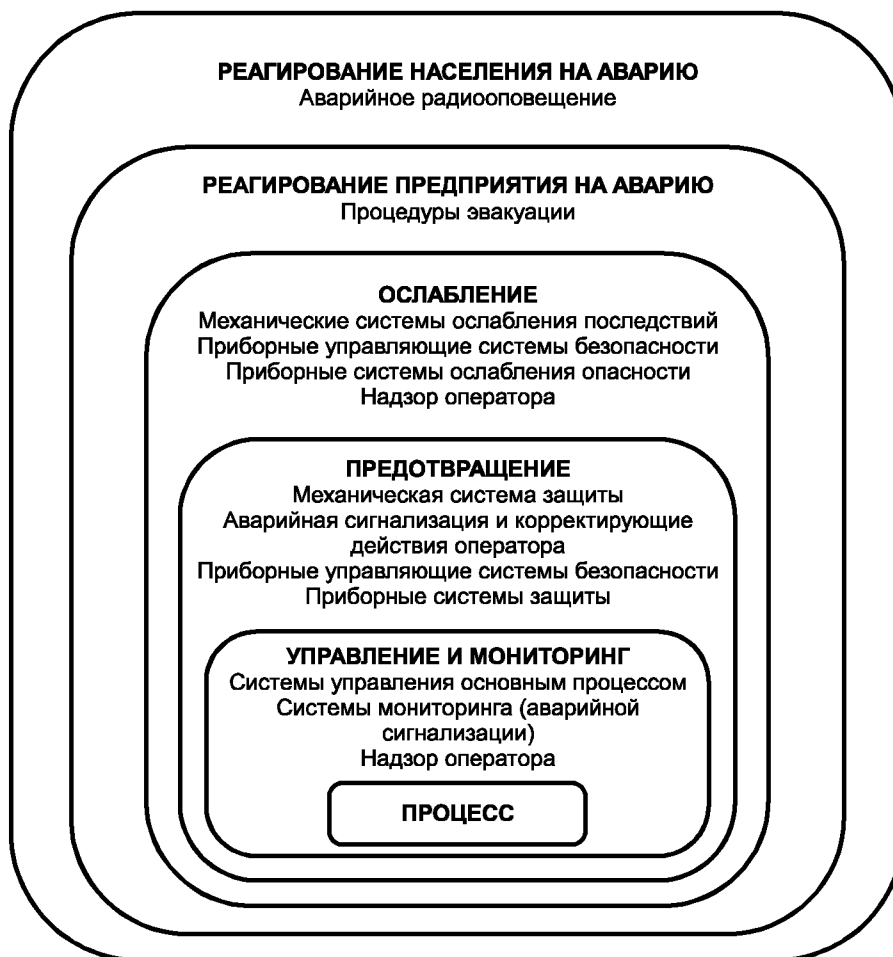 РЕАГИРОВАНИЕ НАСЕЛЕНИЯ НА АВАРИЮ
Аварийное радиооповещение
РЕАГИРОВАНИЕ ПРЕДПРИЯТИЯ НА АВАРИЮ
Процедуры эвакуации
ОСЛАБЛЕНИЕ
Механические системы ослабления последствий
Приборные управляющие системы безопасности
Приборные системы ослабления опасности
Надзор оператора
ПРЕДОТВРАЩЕНИЕ
Механическая система защиты
Аварийная сигнализация и корректирующие
действия оператора
Приборные управляющие системы безопасности
Приборные системы защиты
УПРАВЛЕНИЕ И МОНИТОРИНГ
Системы управления основным процессом
Системы мониторинга (аварийной
сигнализации)
Надзор оператора
ПРОЦЕСС